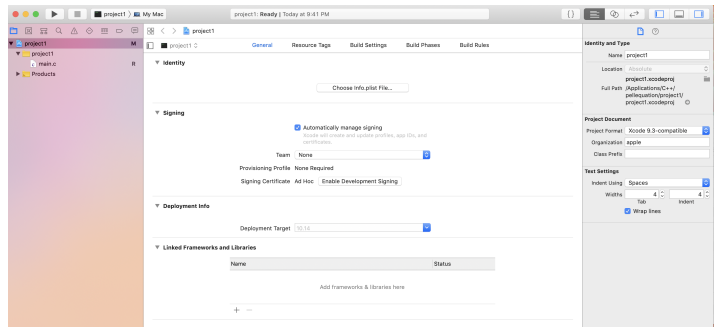 project1 〉 My Mac
project1: Ready | Today at 9:41 PM
{ }
project1 M
project1
main.c R
Products
project1
project1
General Resource Tags Build Settings Build Phases Build Rules
Identity
Choose Info.plist File...
Signing
Automatically manage signing
Xcode will create and update profiles, app IDs, and
certificates.
Team None
Provisioning Profile None Required
Signing Certificate Ad Hoc Enable Development Signing
Deployment Info
Deployment Target 10.14
Linked Frameworks and Libraries
Name Status
Add frameworks & libraries here
+ −
Identity and Type
Name project1
Location Absolute
project1.xcodeproj
Full Path /Applications/C++/
pellequation/project1/
project1.xcodeproj
Project Document
Project Format Xcode 9.3-compatible
Organization apple
Class Prefix
Text Settings
Indent Using Spaces
Widths 4 4
Tab Indent
Wrap lines